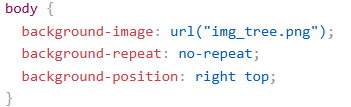 body {
  background-image: url("img_tree.png");
  background-repeat: no-repeat;
  background-position: right top;
}